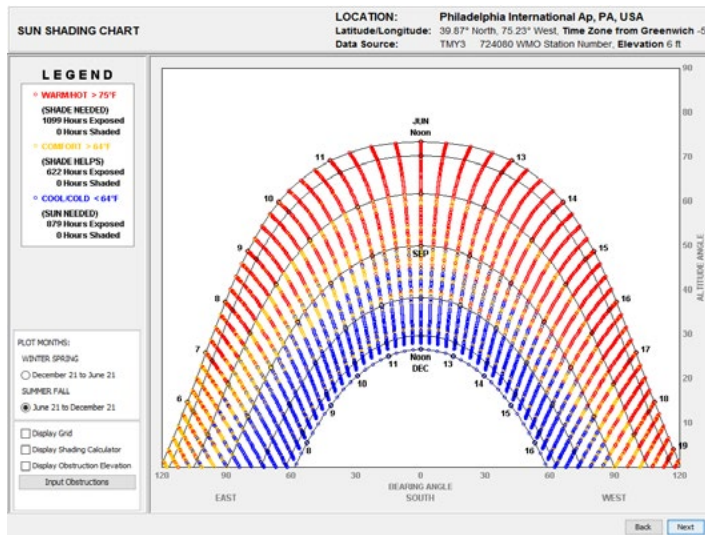 SUN SHADING CHART
LOCATION: Philadelphia International Ap, PA, USA
Latitude/Longitude: 39.87° North, 75.23° West, Time Zone from Greenwich -5
Data Source: TMY3 724080 WMO Station Number, Elevation 6 ft
LEGEND
WARM/HOT > 75°F
(SHADE NEEDED)
1099 Hours Exposed
0 Hours Shaded
COMFORT > 64°F
(SHADE HELPS)
622 Hours Exposed
0 Hours Shaded
COOL/COLD < 64°F
(SUN NEEDED)
879 Hours Exposed
0 Hours Shaded
PLOT MONTHS:
WINTER SPRING
December 21 to June 21
SUMMER FALL
June 21 to December 21
Display Grid
Display Shading Calculator
Display Obstruction Elevation
Input Obstructions
90
80
70
60
50
40
30
20
10
ALTITUDE ANGLE
JUN
Noon
11
13
10
14
9
15
8
16
7
17
6
18
19
SEP
Noon
DEC
11
13
10
14
9
15
8
16
120 90 60 30 0 30 60 90 120
BEARING ANGLE
EAST SOUTH WEST
Back Next